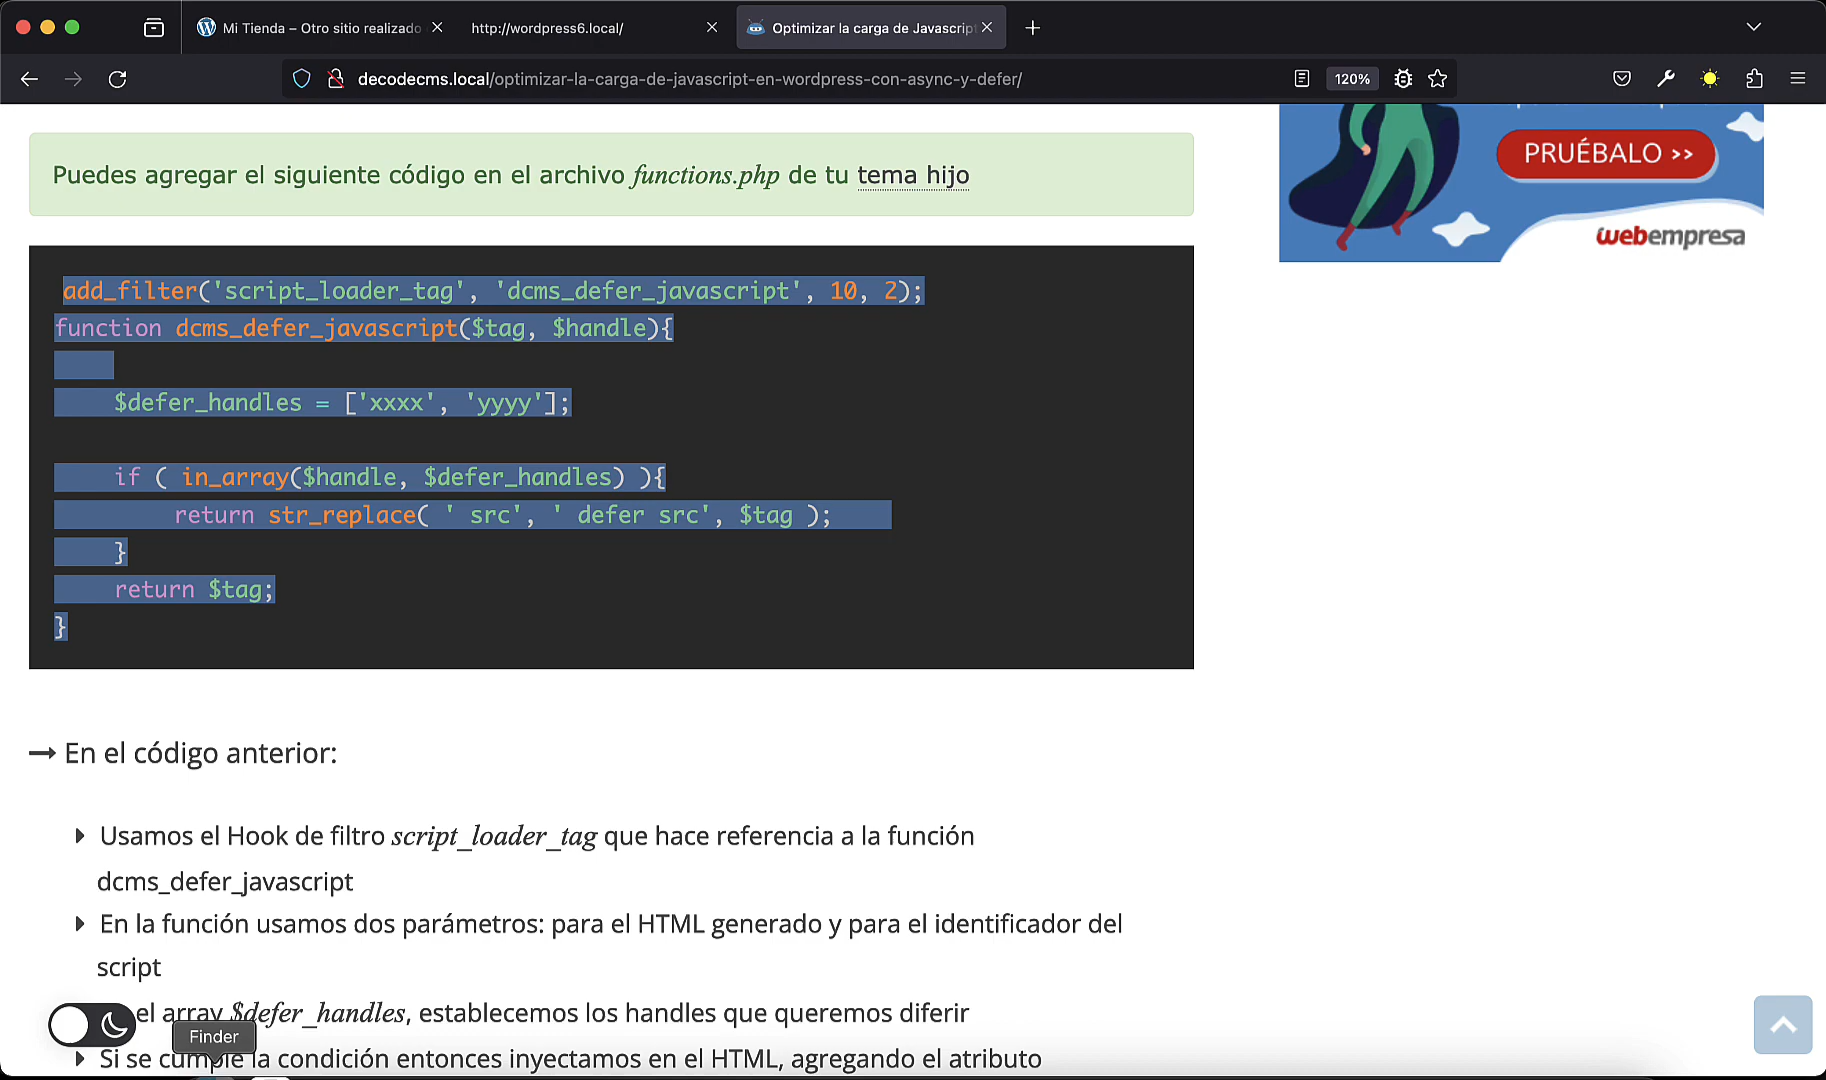 Mi Tienda – Otro sitio realizado
http://wordpress6.local/
Optimizar la carga de Javascript
decodecms.local/optimizar-la-carga-de-javascript-en-wordpress-con-async-y-defer/
120%
PRUÉBALO >>
webempresa
Puedes agregar el siguiente código en el archivo functions.php de tu tema hijo
add_filter('script_loader_tag', 'dcms_defer_javascript', 10, 2);
function dcms_defer_javascript($tag, $handle){
$defer_handles = ['xxxx', 'yyyy'];
if ( in_array($handle, $defer_handles) ){
return str_replace( ' src', ' defer src', $tag );
}
return $tag;
}
→ En el código anterior:
Usamos el Hook de filtro script_loader_tag que hace referencia a la función
dcms_defer_javascript
En la función usamos dos parámetros: para el HTML generado y para el identificador del
script
el array $defer_handles, establecemos los handles que queremos diferir
Finder
Si se cumple la condición entonces inyectamos en el HTML, agregando el atributo